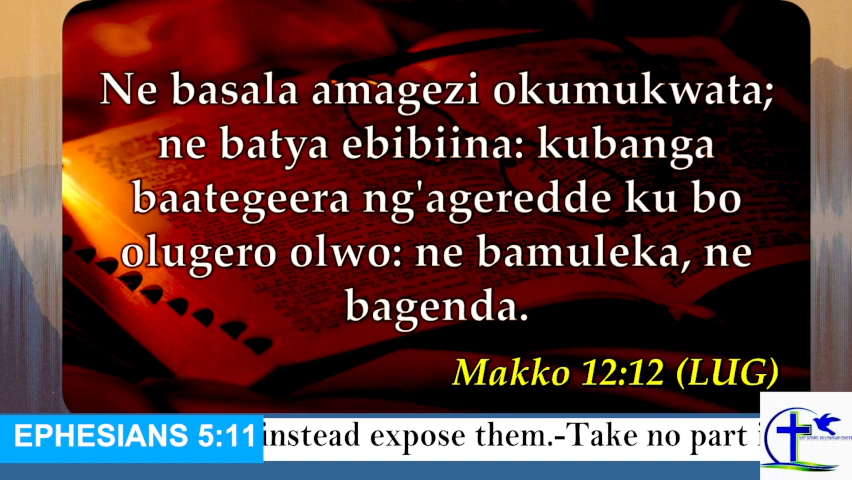 Ne basala amagezi okumukwata;
ne batya ebibiina: kubanga
baategeera ng'ageredde ku bo
olugero olwo: ne bamuleka, ne
bagenda.
Makko 12:12 (LUG)
EPHESIANS 5:11 instead expose them.-Take no part